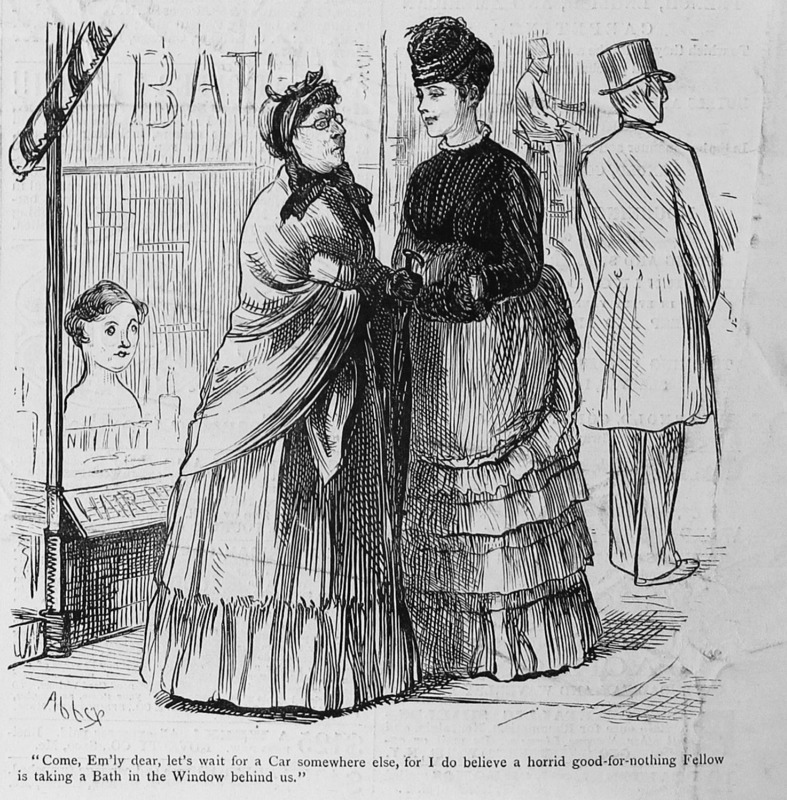 BATH
HAIR-
Abbey
"Come, Em'ly dear, let's wait for a Car somewhere else, for I do believe a horrid good-for-nothing Fellow
is taking a Bath in the Window behind us."